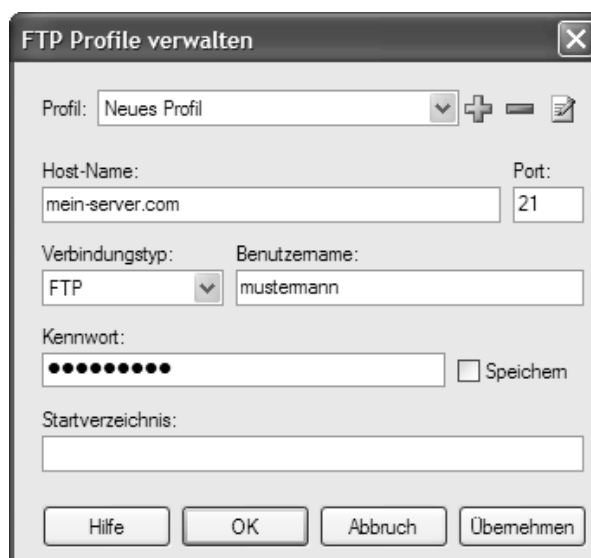 FTP Profile verwalten
Profil: Neues Profil
Host-Name: Port:
mein-server.com 21
Verbindungstyp: Benutzername:
FTP mustermann
Kennwort:
●●●●●●●●● Speichern
Startverzeichnis:
Hilfe OK Abbruch Übernehmen